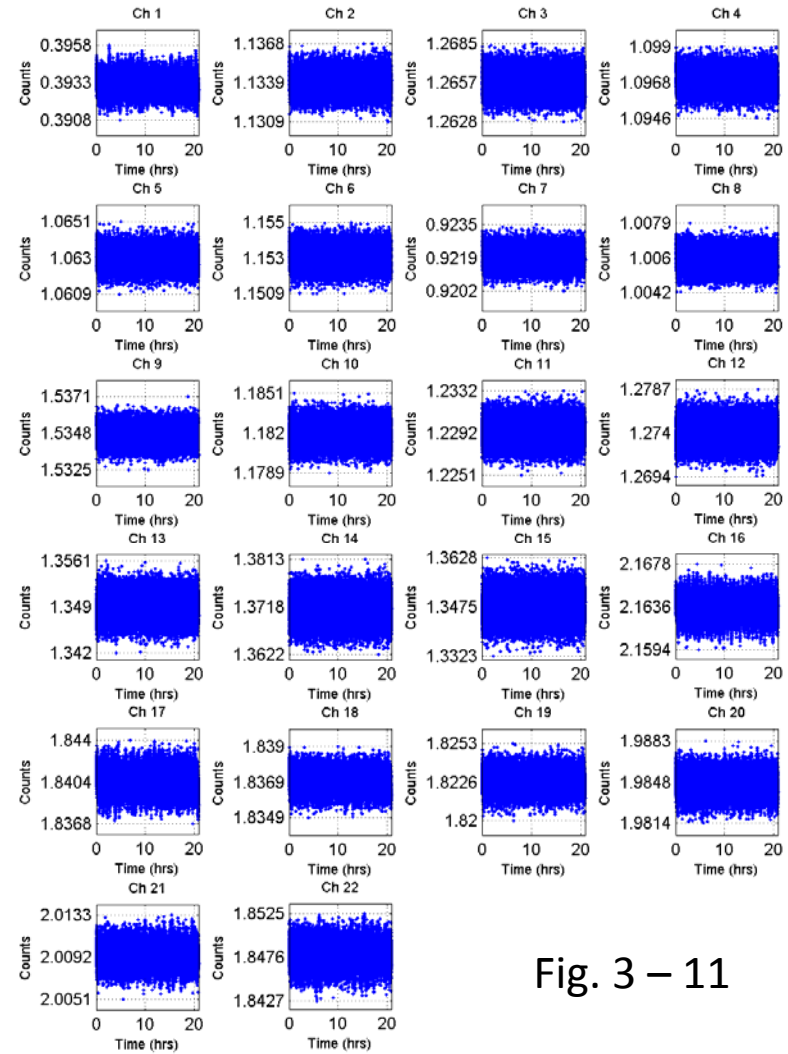 Ch 1
0.3958
0.3933
0.3908
Counts
0 10 20
Time (hrs)
Ch 2
1.1368
1.1339
1.1309
Counts
0 10 20
Time (hrs)
Ch 3
1.2685
1.2657
1.2628
Counts
0 10 20
Time (hrs)
Ch 4
1.099
1.0968
1.0946
Counts
0 10 20
Time (hrs)
Ch 5
1.0651
1.063
1.0609
Counts
0 10 20
Time (hrs)
Ch 6
1.155
1.153
1.1509
Counts
0 10 20
Time (hrs)
Ch 7
0.9235
0.9219
0.9202
Counts
0 10 20
Time (hrs)
Ch 8
1.0079
1.006
1.0042
Counts
0 10 20
Time (hrs)
Ch 9
1.5371
1.5348
1.5325
Counts
0 10 20
Time (hrs)
Ch 10
1.1851
1.182
1.1789
Counts
0 10 20
Time (hrs)
Ch 11
1.2332
1.2292
1.2251
Counts
0 10 20
Time (hrs)
Ch 12
1.2787
1.274
1.2694
Counts
0 10 20
Time (hrs)
Ch 13
1.3561
1.349
1.342
Counts
0 10 20
Time (hrs)
Ch 14
1.3813
1.3718
1.3622
Counts
0 10 20
Time (hrs)
Ch 15
1.3628
1.3475
1.3323
Counts
0 10 20
Time (hrs)
Ch 16
2.1678
2.1636
2.1594
Counts
0 10 20
Time (hrs)
Ch 17
1.844
1.8404
1.8368
Counts
0 10 20
Time (hrs)
Ch 18
1.839
1.8369
1.8349
Counts
0 10 20
Time (hrs)
Ch 19
1.8253
1.8226
1.82
Counts
0 10 20
Time (hrs)
Ch 20
1.9883
1.9848
1.9814
Counts
0 10 20
Time (hrs)
Ch 21
2.0133
2.0092
2.0051
Counts
0 10 20
Time (hrs)
Ch 22
1.8525
1.8476
1.8427
Counts
0 10 20
Time (hrs)
Fig. 3 – 11